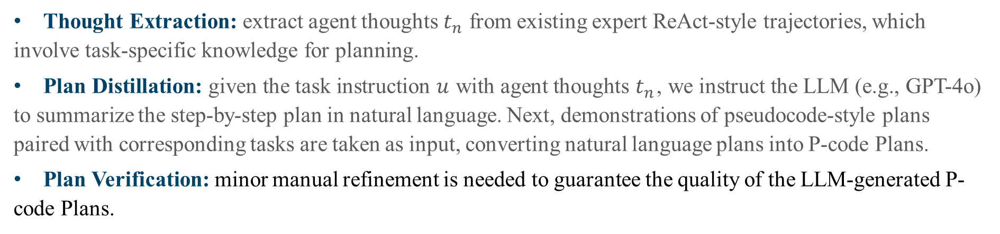 • Thought Extraction: extract agent thoughts tₙ from existing expert ReAct-style trajectories, which
involve task-specific knowledge for planning.
• Plan Distillation: given the task instruction u with agent thoughts tₙ, we instruct the LLM (e.g., GPT-4o)
to summarize the step-by-step plan in natural language. Next, demonstrations of pseudocode-style plans
paired with corresponding tasks are taken as input, converting natural language plans into P-code Plans.
• Plan Verification: minor manual refinement is needed to guarantee the quality of the LLM-generated P-
code Plans.